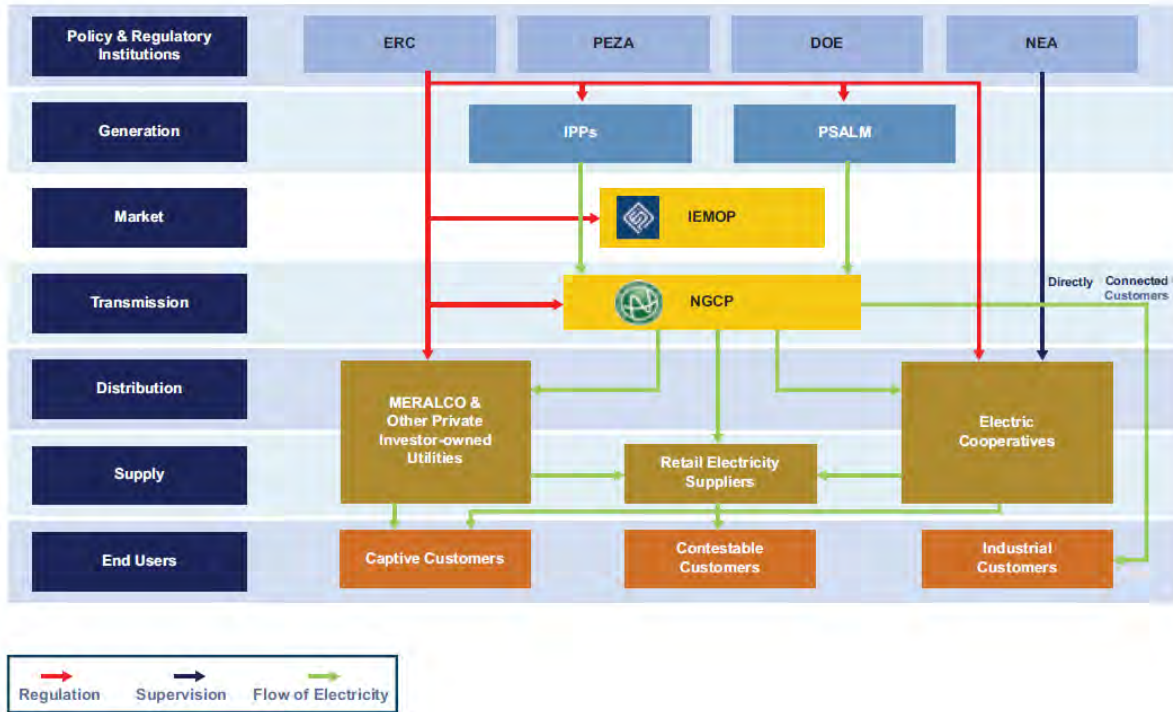 Policy & Regulatory
Institutions
ERC
PEZA
DOE
NEA
Generation
IPPs
PSALM
Market
IEMOP
Transmission
NGCP
Directly Connected
Customers
Distribution
MERALCO &
Other Private
Investor-owned
Utilities
Electric
Cooperatives
Supply
Retail Electricity
Suppliers
End Users
Captive Customers
Contestable
Customers
Industrial
Customers
Regulation
Supervision
Flow of Electricity